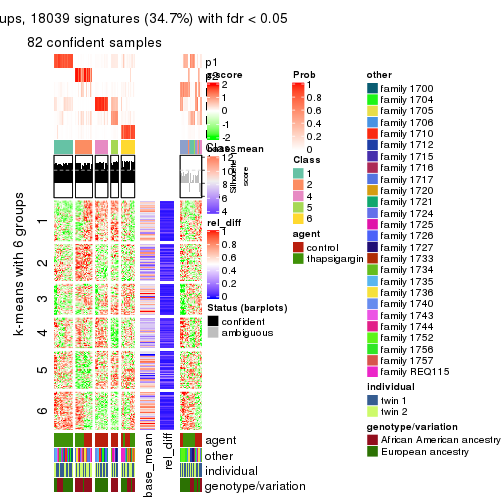 ups, 18039 signatures (34.7%) with fdr < 0.05
82 confident samples
p1
z-score
2
1
0
-1
-2
Class
base_mean
12
10
8
6
4
Silhouette
score
rel_diff
1
0.8
0.6
0.4
0.2
0
Status (barplots)
confident
ambiguous
k-means with 6 groups
1
2
3
4
5
6
base_mean
rel_diff
agent
other
individual
genotype/variation
Prob
1
0.8
0.6
0.4
0.2
0
Class
1
2
4
5
6
agent
control
thapsigargin
other
family 1700
family 1704
family 1705
family 1706
family 1710
family 1712
family 1715
family 1716
family 1717
family 1720
family 1721
family 1724
family 1725
family 1726
family 1727
family 1733
family 1734
family 1735
family 1736
family 1740
family 1743
family 1744
family 1752
family 1756
family 1757
family REQ115
individual
twin 1
twin 2
genotype/variation
African American ancestry
European ancestry